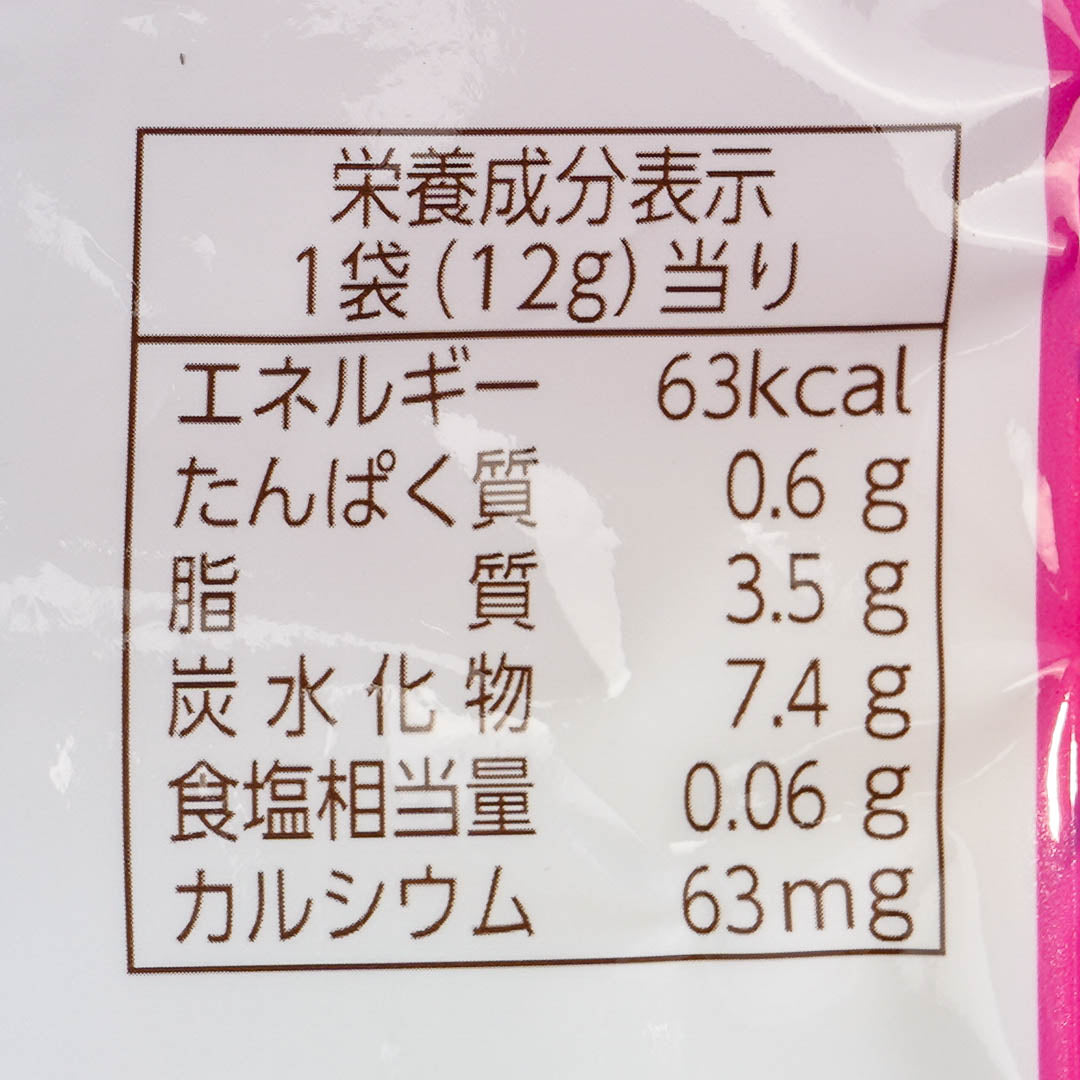 栄養成分表示
1袋(12g)当り
エネルギー 63kcal
たんぱく質 0.6 g
脂質 3.5 g
炭水化物 7.4 g
食塩相当量 0.06 g
カルシウム 63mg